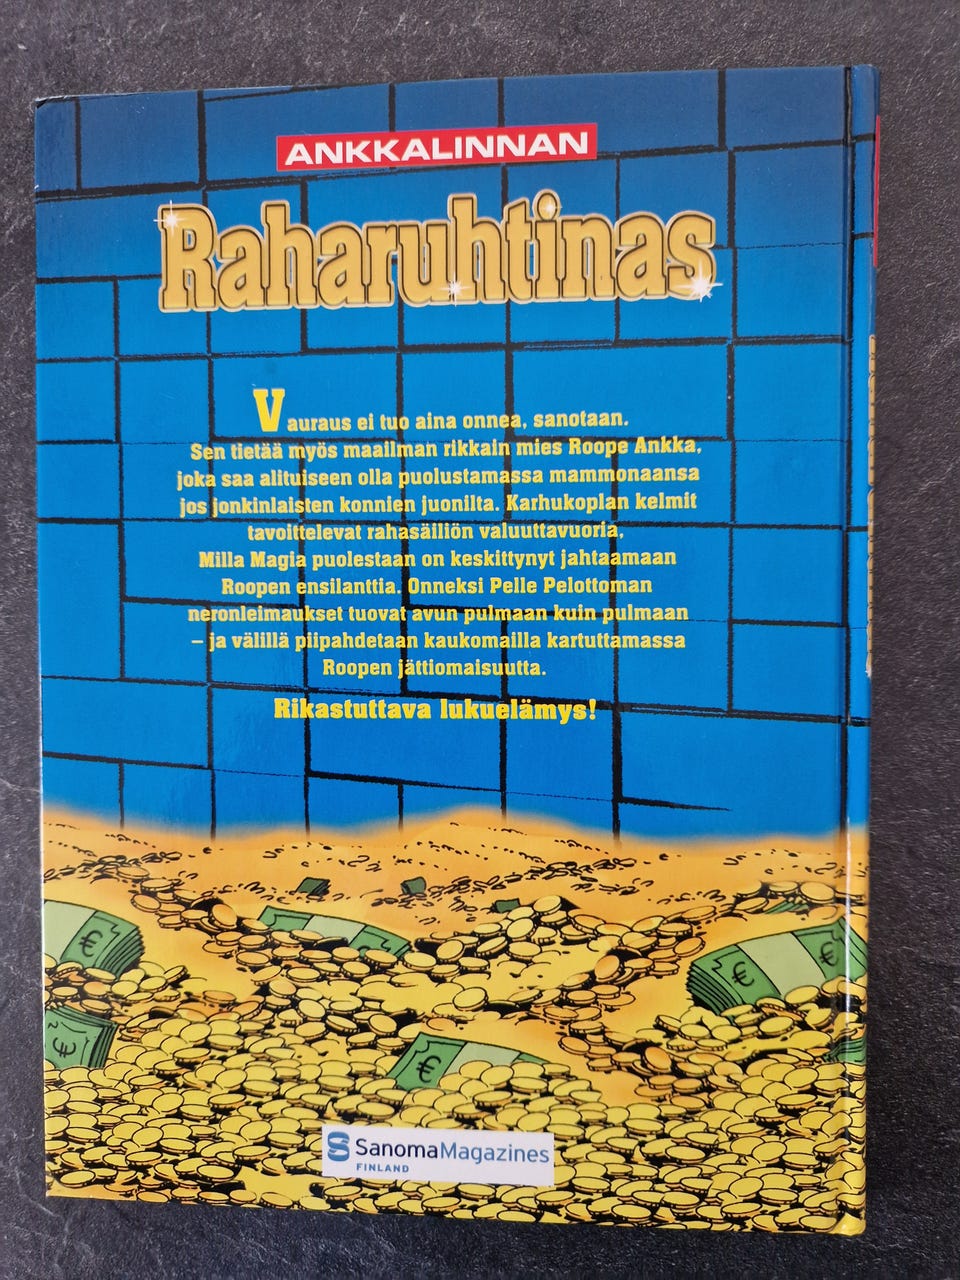 ANKKALINNAN
Raharuhtinas
Vauraus ei tuo aina onnea, sanotaan.
Sen tietää myös maailman rikkain mies Roope Ankka,
joka saa alituiseen olla puolustamassa mammonaansa
jos jonkinlaisten konnien juonilta. Karhukoplan kelmit
tavoittelevat rahasäiliön valuuttavuoria,
Milla Magia puolestaan on keskittynyt jahtaamaan
Roopen ensilanttia. Onneksi Pelle Pelottoman
neronleimaukset tuovat avun pulmaan kuin pulmaan
– ja välillä piipahdetaan kaukomailla kartuttamassa
Roopen jättiomaisuutta.
Rikastuttava lukuelämys!
€
€
€
€
€
SanomaMagazines
FINLAND